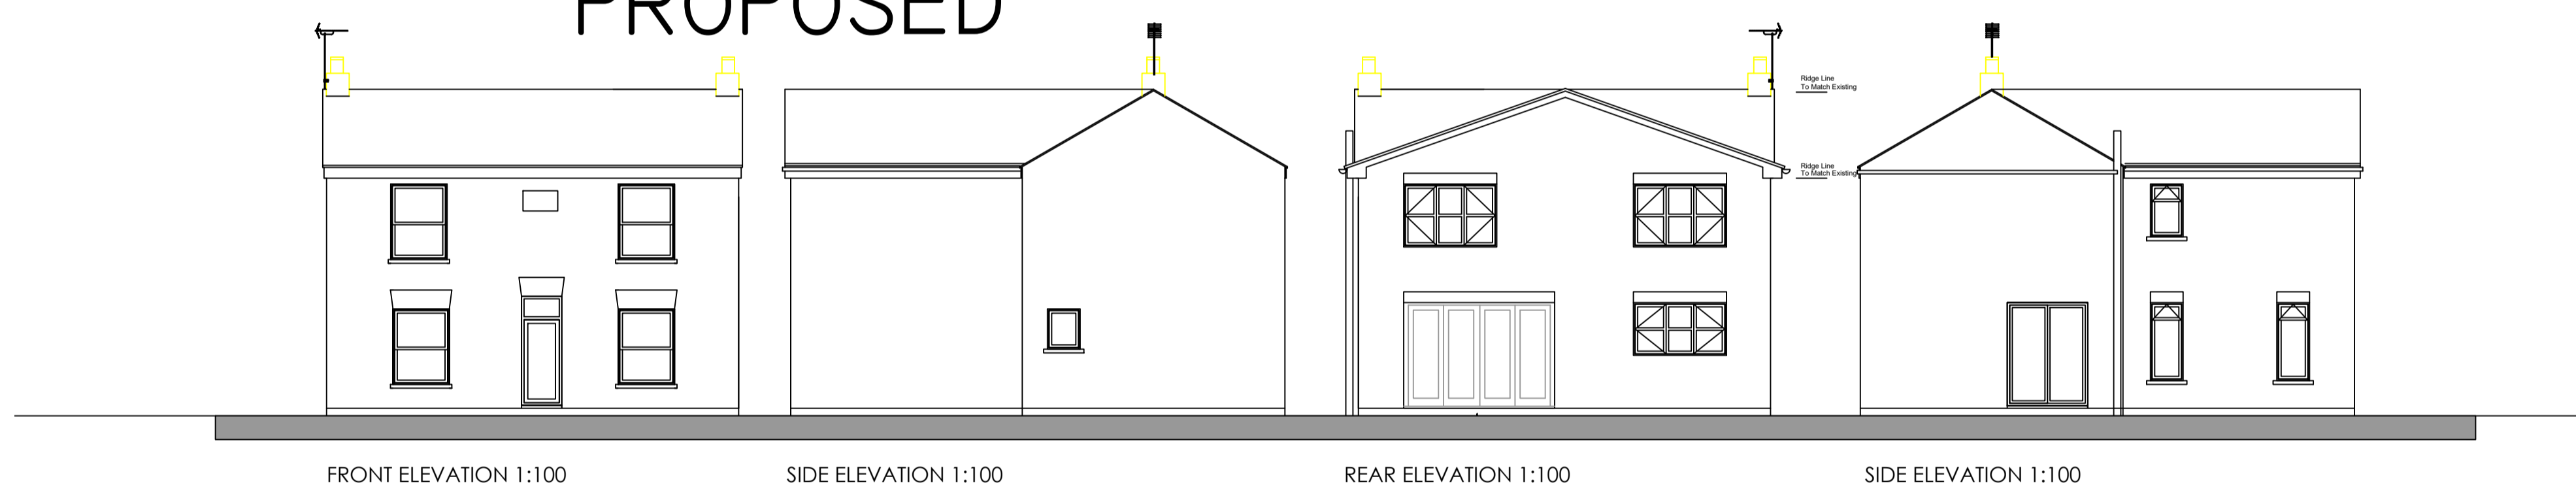 PROPOSED
Ridge Line
To Match Existing
Ridge Line
To Match Existing
FRONT ELEVATION 1:100
SIDE ELEVATION 1:100
REAR ELEVATION 1:100
SIDE ELEVATION 1:100